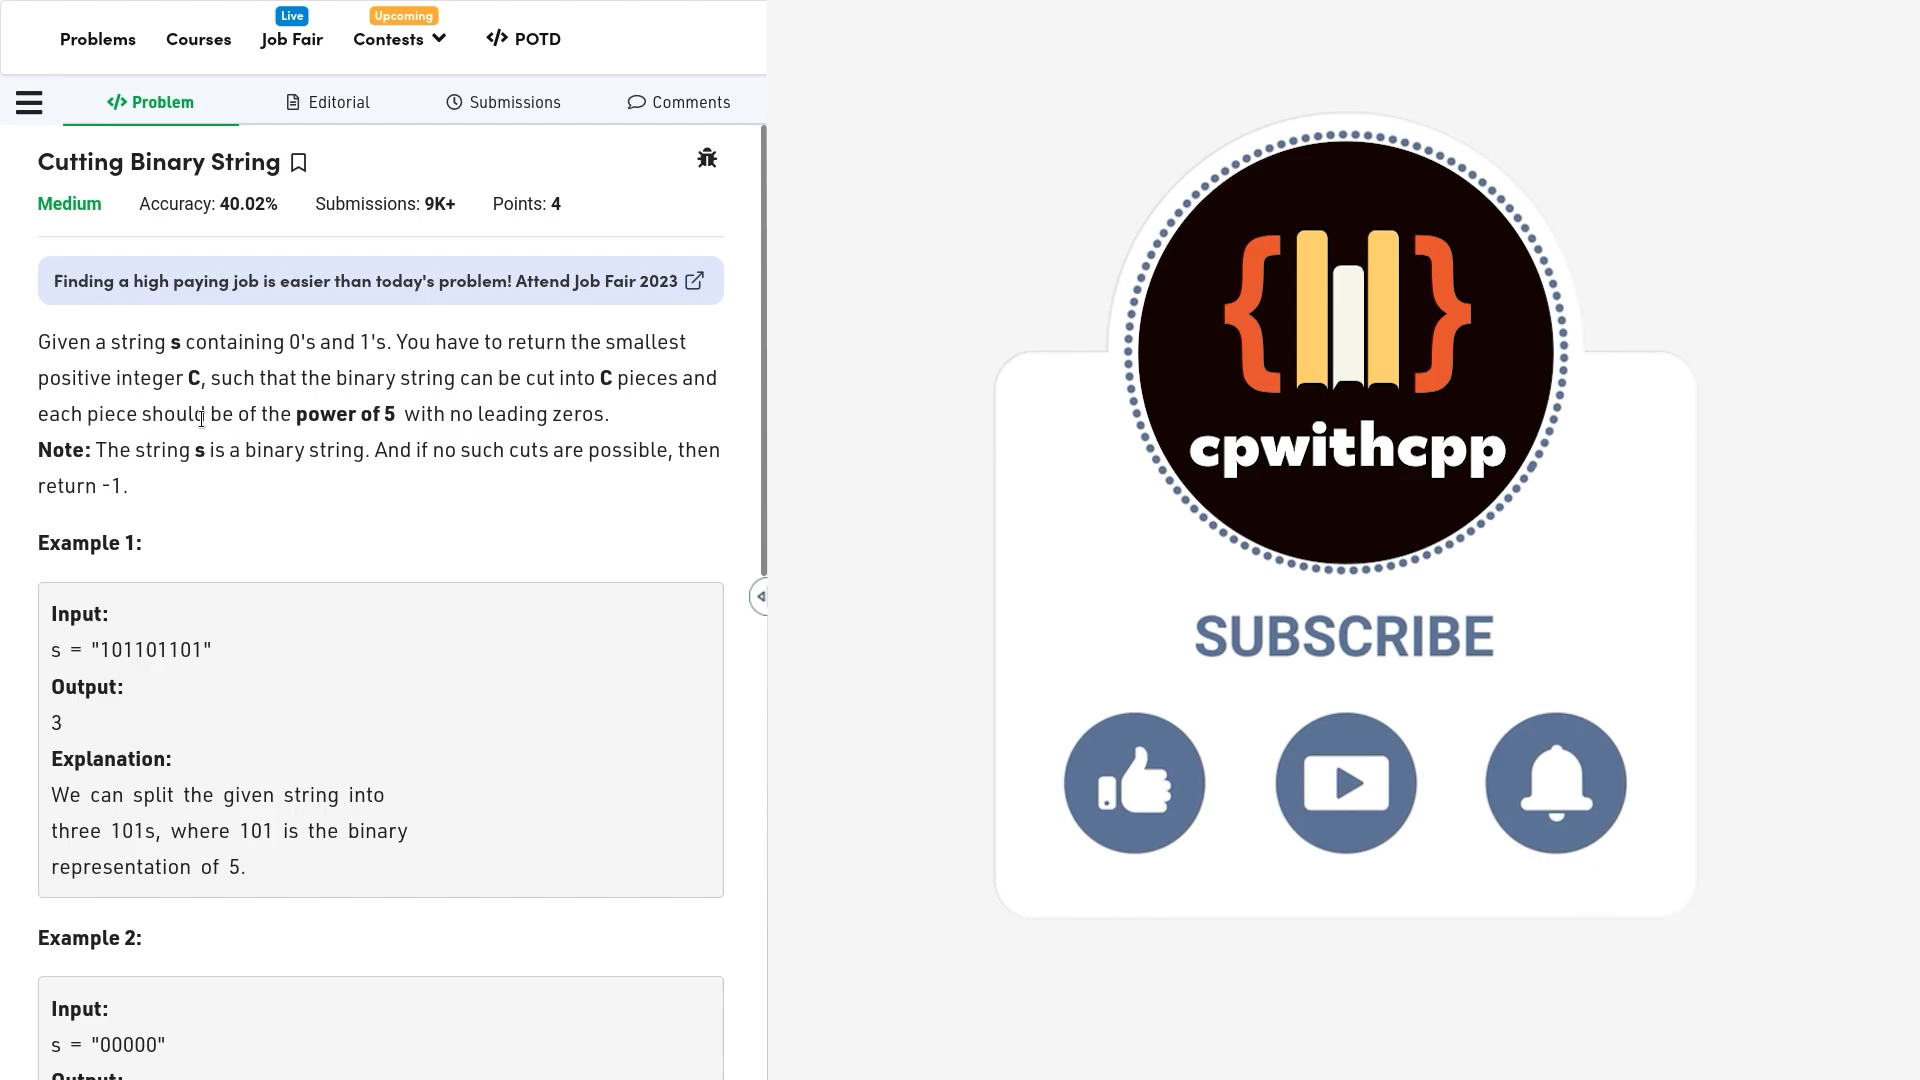 Live
Upcoming
Problems Courses Job Fair Contests </> POTD
</> Problem Editorial Submissions Comments
Cutting Binary String
Medium Accuracy: 40.02% Submissions: 9K+ Points: 4
Finding a high paying job is easier than today's problem! Attend Job Fair 2023
Given a string s containing 0's and 1's. You have to return the smallest
positive integer C, such that the binary string can be cut into C pieces and
each piece should be of the power of 5 with no leading zeros.
Note: The string s is a binary string. And if no such cuts are possible, then
return -1.
Example 1:
Input:
s = "101101101"
Output:
3
Explanation:
We can split the given string into
three 101s, where 101 is the binary
representation of 5.
Example 2:
Input:
s = "00000"
Output:
cpwithcpp
SUBSCRIBE